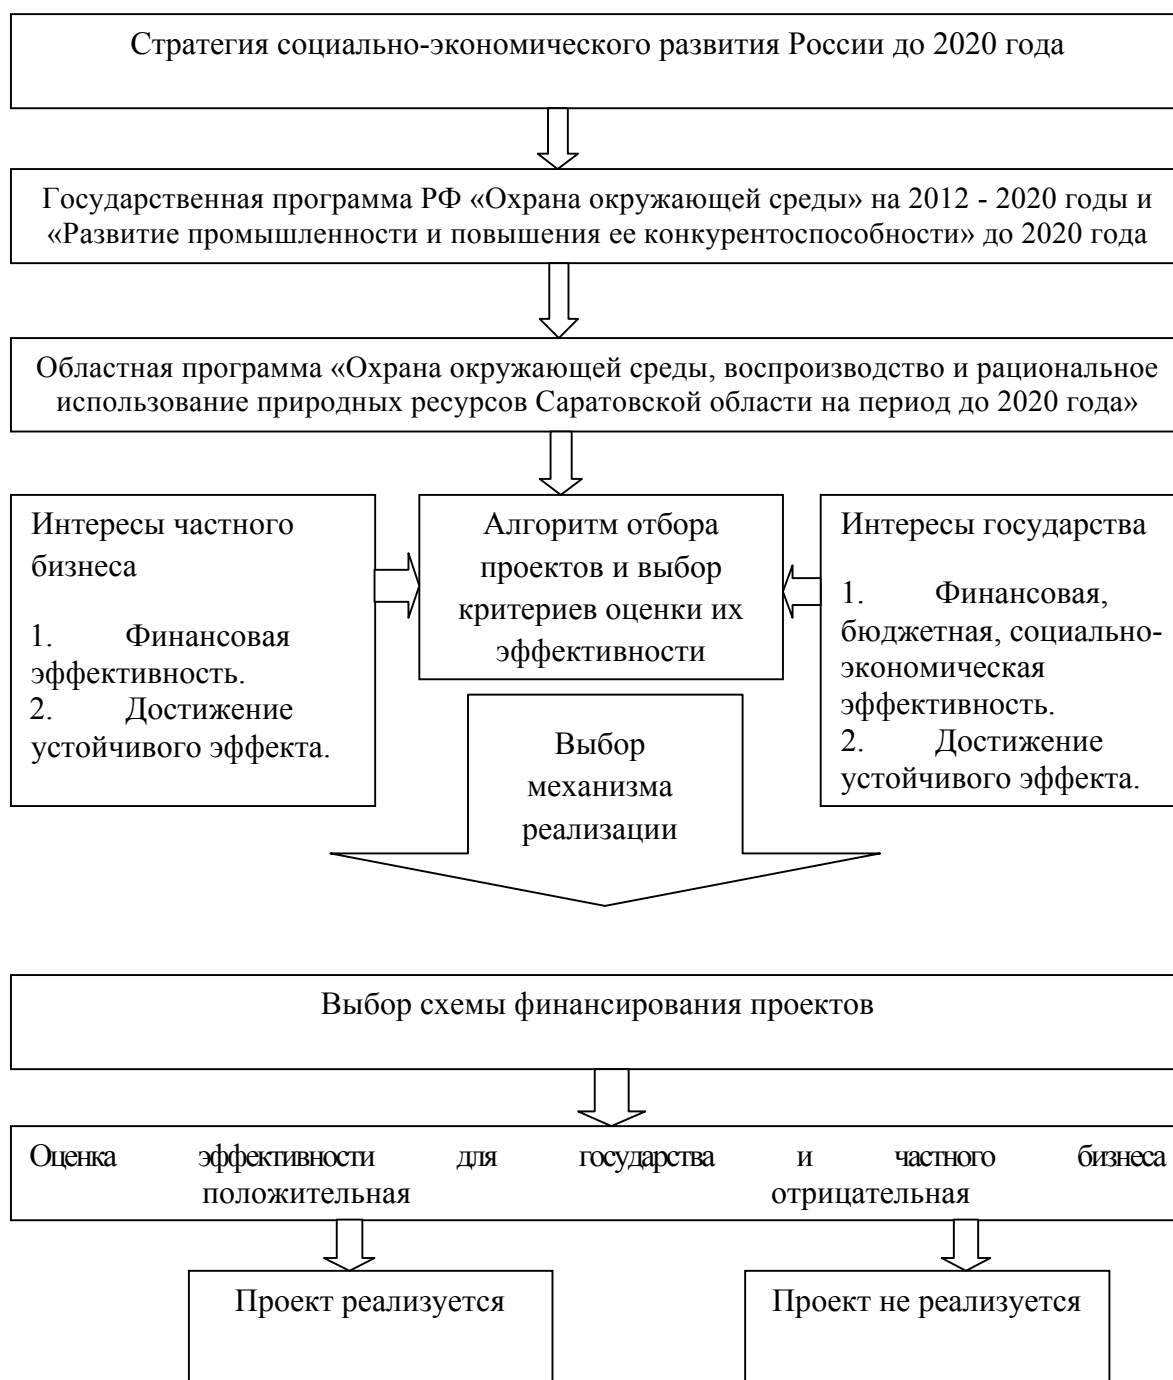 Стратегия социально-экономического развития России до 2020 года
Государственная программа РФ «Охрана окружающей среды» на 2012 - 2020 годы и
«Развитие промышленности и повышения ее конкурентоспособности» до 2020 года
Областная программа «Охрана окружающей среды, воспроизводство и рациональное
использование природных ресурсов Саратовской области на период до 2020 года»
Интересы частного
бизнеса
1. Финансовая
эффективность.
2. Достижение
устойчивого эффекта.
Алгоритм отбора
проектов и выбор
критериев оценки их
эффективности
Интересы государства
1. Финансовая,
бюджетная, социально-
экономическая
эффективность.
2. Достижение
устойчивого эффекта.
Выбор
механизма
реализации
Выбор схемы финансирования проектов
Оценка эффективности для государства и частного бизнеса
положительная отрицательная
Проект реализуется
Проект не реализуется